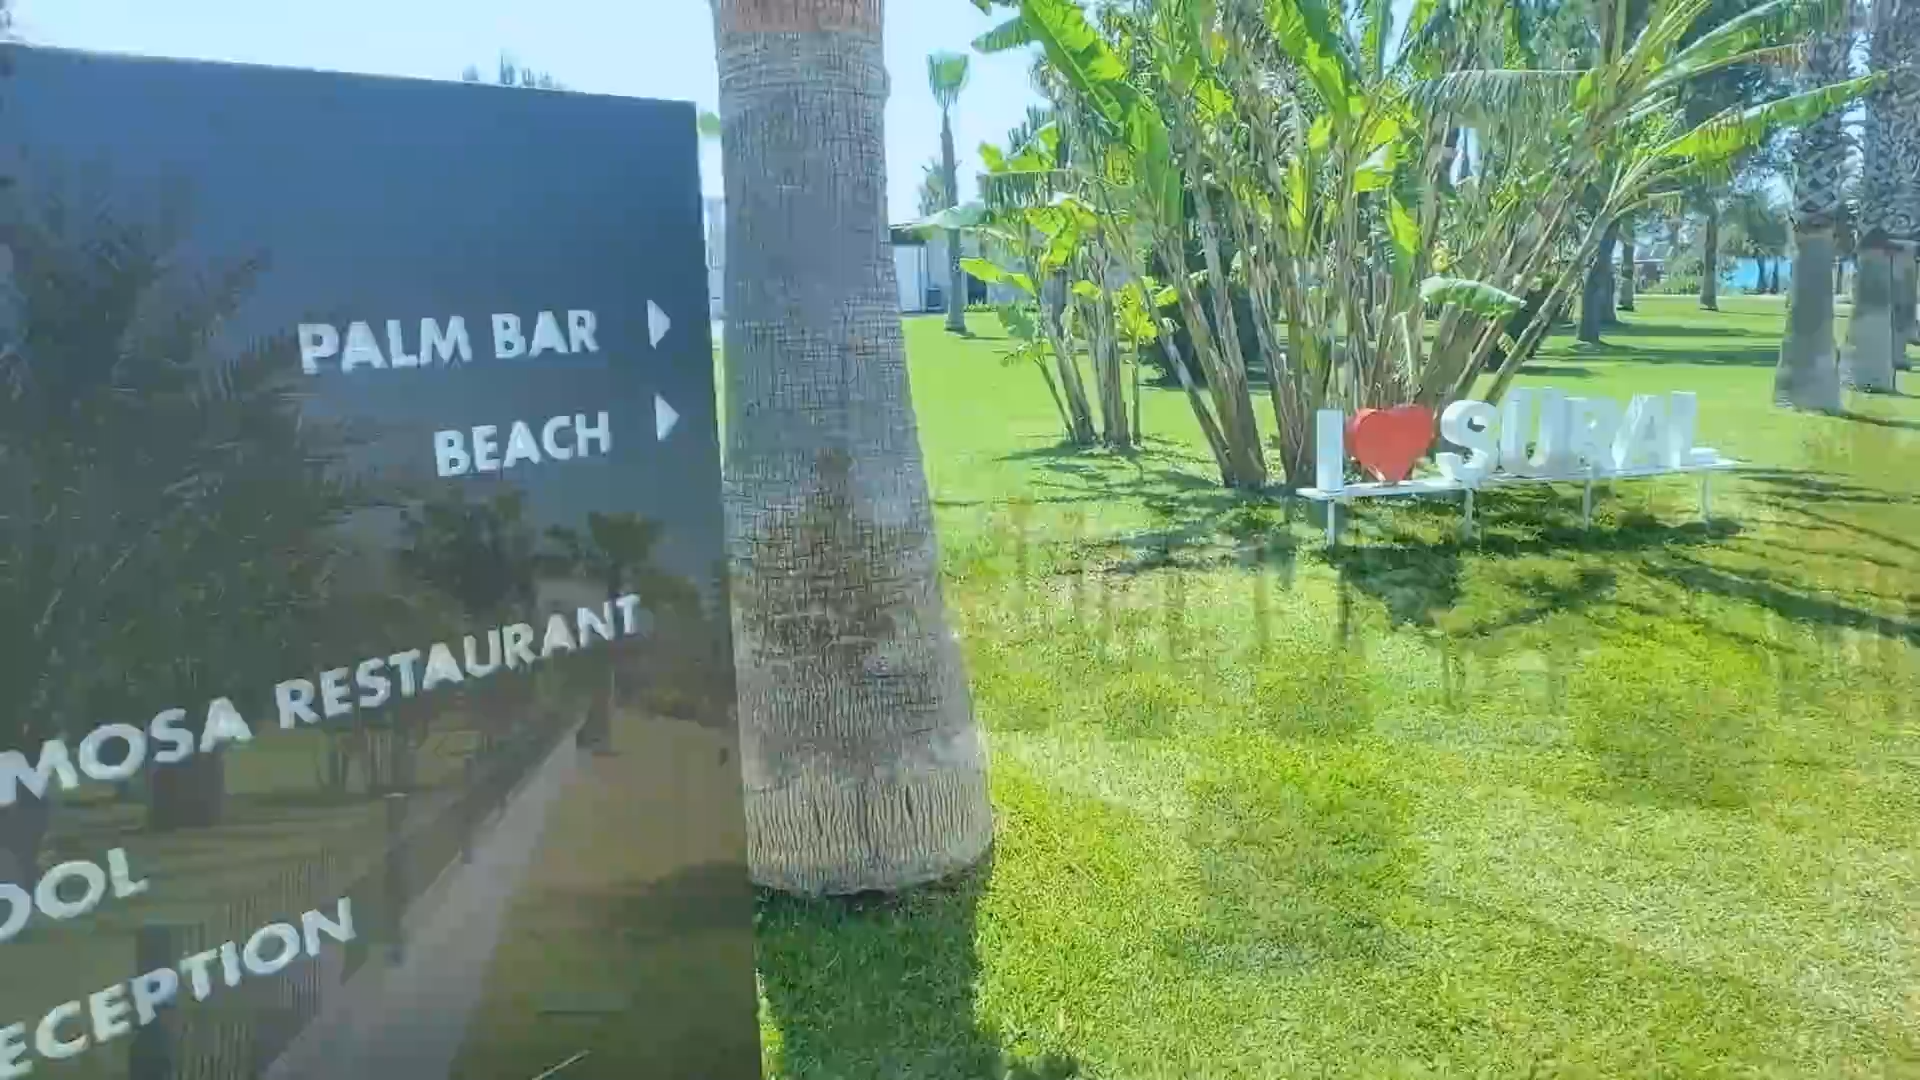 PALM BAR
BEACH
MOSA RESTAURANT
OOL
ECEPTION
I ❤ SURAL